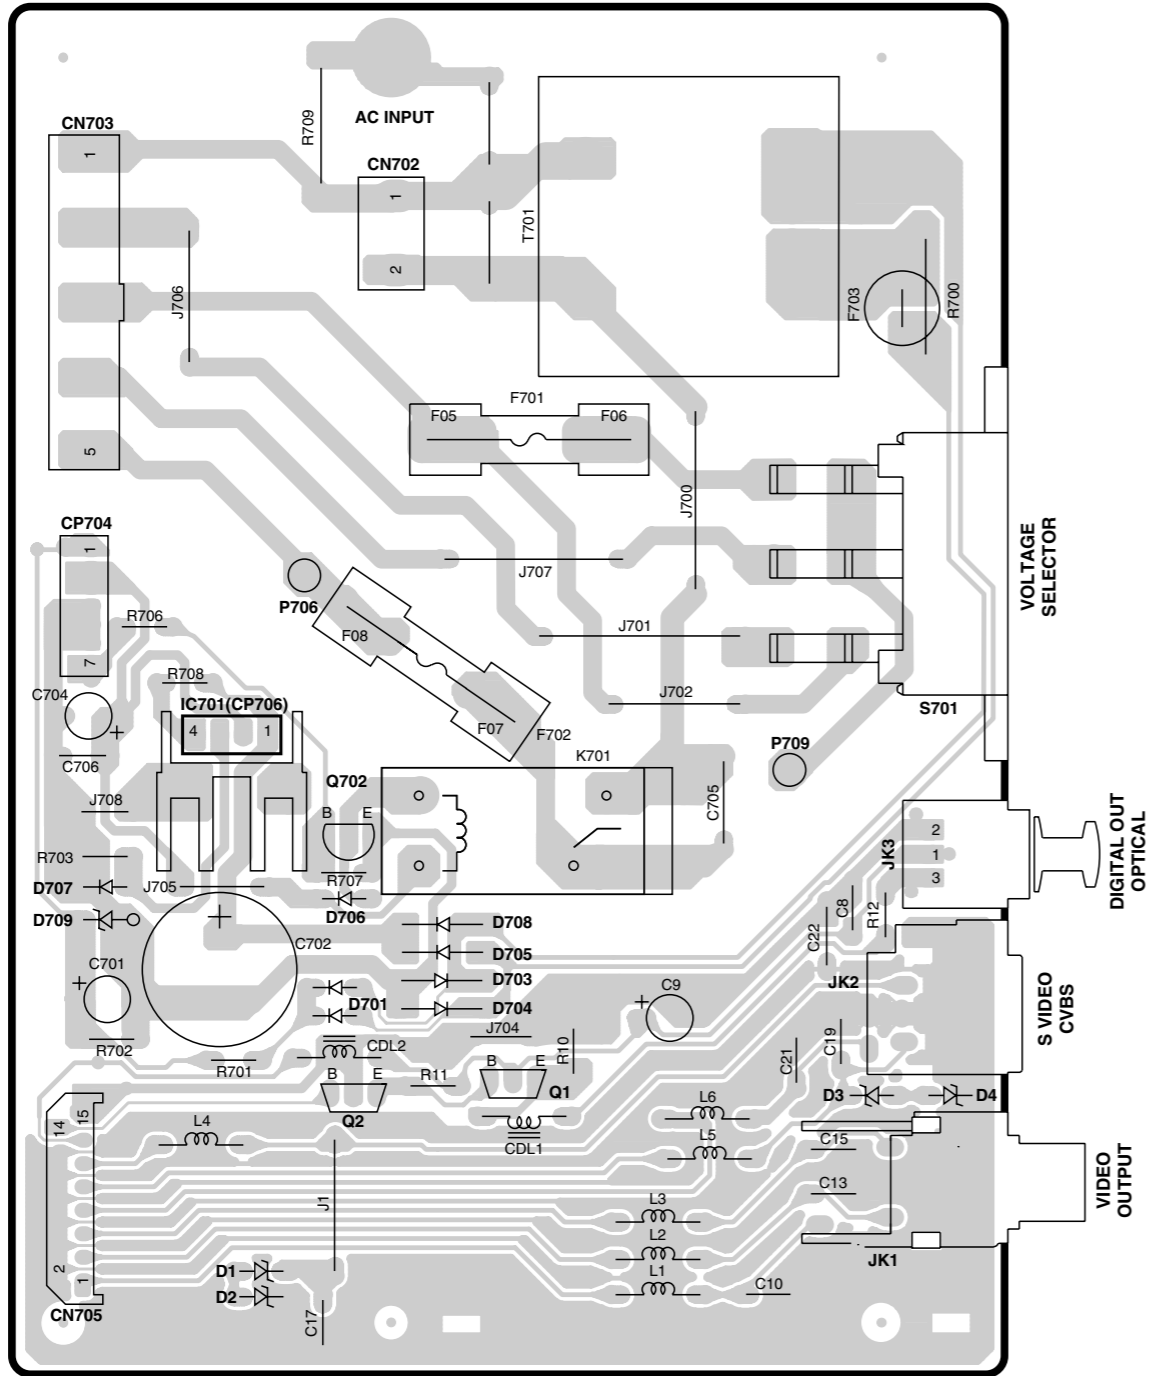 R709
AC INPUT
CN703
1
CN702
1
T701
2
J706
F703
R700
F701
F05
F06
5
J700
CP704
1
J707
VOLTAGE
SELECTOR
P706
R706
F08
J701
7
R708
C704
IC701(CP706)
4
1
J702
S701
F07
F702
P709
C706
K701
Q702
J708
B
E
C705
DIGITAL OUT
OPTICAL
JK3
2
1
3
R703
D707
J705
R707
D706
D709
C8
R12
D708
C22
C702
D705
C701
D703
JK2
D701
D704
C9
S VIDEO
CVBS
R702
J704
R10
C19
C21
CDL2
R701
B
E
R11
B
E
Q1
D3
D4
Q2
14
15
L4
L6
CDL1
L5
C15
VIDEO
OUTPUT
J1
C13
L3
L2
JK1
2
1
D1
L1
C10
D2
CN705
C17